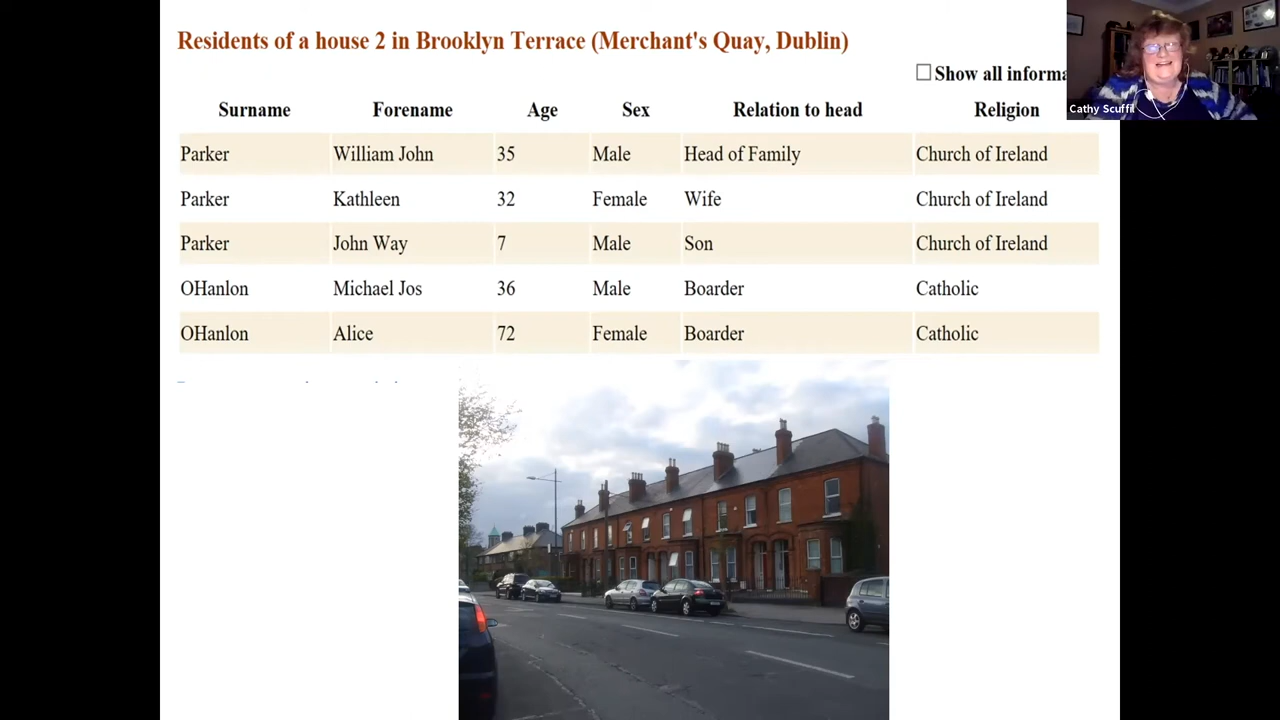 Residents of a house 2 in Brooklyn Terrace (Merchant's Quay, Dublin)
Show all informa
Cathy Scuffil
Surname Forename Age Sex Relation to head Religion
Parker William John 35 Male Head of Family Church of Ireland
Parker Kathleen 32 Female Wife Church of Ireland
Parker John Way 7 Male Son Church of Ireland
OHanlon Michael Jos 36 Male Boarder Catholic
OHanlon Alice 72 Female Boarder Catholic